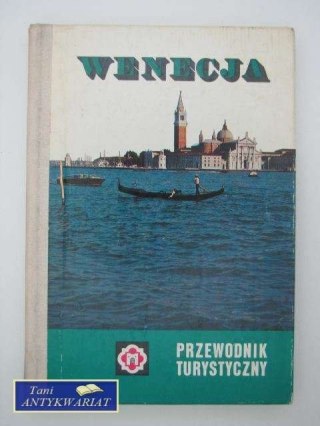 WENECJA
PRZEWODNIK
TURYSTYCZNY
Tani
ANTYKWARIAT